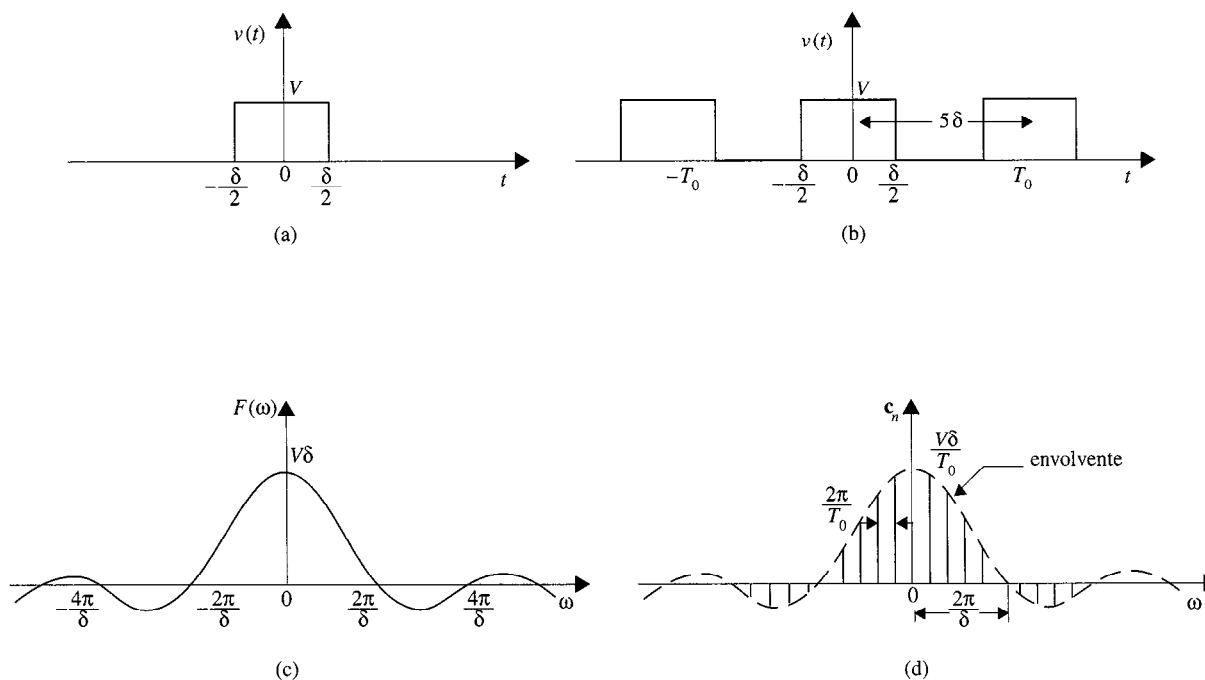 v(t)
V
-δ/2
0
δ/2
t
(a)
v(t)
V
5δ
-T₀
-δ/2
0
δ/2
T₀
t
(b)
F(ω)
Vδ
-4π/δ
-2π/δ
0
2π/δ
4π/δ
ω
(c)
cₙ
Vδ/T₀
envolvente
2π/T₀
0
2π/δ
ω
(d)